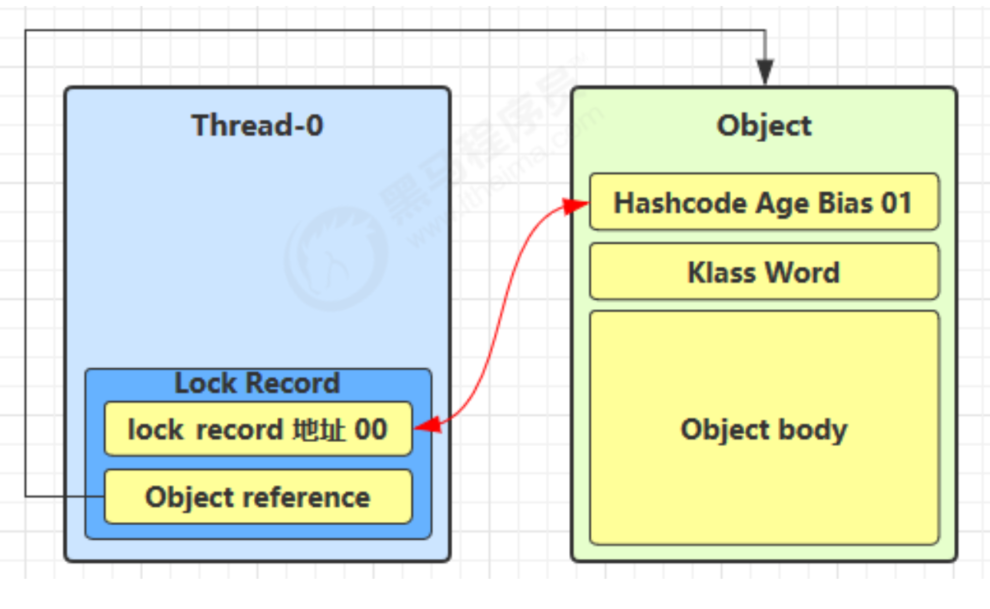 Thread-0
Lock Record
lock record 地址 00
Object reference
Object
Hashcode Age Bias 01
Klass Word
Object body
黑马程序员
www.itheima.com